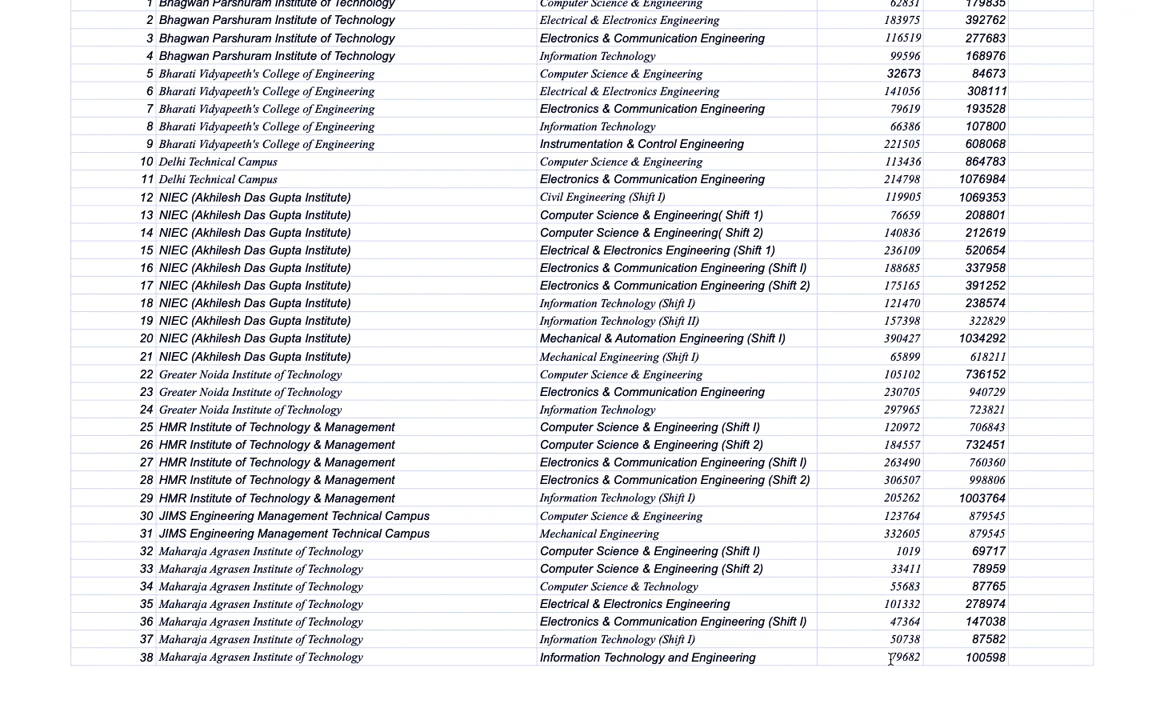 1 Bhagwan Parshuram Institute of Technology Computer Science & Engineering 62831 179835
2 Bhagwan Parshuram Institute of Technology Electrical & Electronics Engineering 183975 392762
3 Bhagwan Parshuram Institute of Technology Electronics & Communication Engineering 116519 277683
4 Bhagwan Parshuram Institute of Technology Information Technology 99596 168976
5 Bharati Vidyapeeth's College of Engineering Computer Science & Engineering 32673 84673
6 Bharati Vidyapeeth's College of Engineering Electrical & Electronics Engineering 141056 308111
7 Bharati Vidyapeeth's College of Engineering Electronics & Communication Engineering 79619 193528
8 Bharati Vidyapeeth's College of Engineering Information Technology 66386 107800
9 Bharati Vidyapeeth's College of Engineering Instrumentation & Control Engineering 221505 608068
10 Delhi Technical Campus Computer Science & Engineering 113436 864783
11 Delhi Technical Campus Electronics & Communication Engineering 214798 1076984
12 NIEC (Akhilesh Das Gupta Institute) Civil Engineering (Shift I) 119905 1069353
13 NIEC (Akhilesh Das Gupta Institute) Computer Science & Engineering( Shift 1) 76659 208801
14 NIEC (Akhilesh Das Gupta Institute) Computer Science & Engineering( Shift 2) 140836 212619
15 NIEC (Akhilesh Das Gupta Institute) Electrical & Electronics Engineering (Shift 1) 236109 520654
16 NIEC (Akhilesh Das Gupta Institute) Electronics & Communication Engineering (Shift I) 188685 337958
17 NIEC (Akhilesh Das Gupta Institute) Electronics & Communication Engineering (Shift 2) 175165 391252
18 NIEC (Akhilesh Das Gupta Institute) Information Technology (Shift I) 121470 238574
19 NIEC (Akhilesh Das Gupta Institute) Information Technology (Shift II) 157398 322829
20 NIEC (Akhilesh Das Gupta Institute) Mechanical & Automation Engineering (Shift I) 390427 1034292
21 NIEC (Akhilesh Das Gupta Institute) Mechanical Engineering (Shift I) 65899 618211
22 Greater Noida Institute of Technology Computer Science & Engineering 105102 736152
23 Greater Noida Institute of Technology Electronics & Communication Engineering 230705 940729
24 Greater Noida Institute of Technology Information Technology 297965 723821
25 HMR Institute of Technology & Management Computer Science & Engineering (Shift I) 120972 706843
26 HMR Institute of Technology & Management Computer Science & Engineering (Shift 2) 184557 732451
27 HMR Institute of Technology & Management Electronics & Communication Engineering (Shift I) 263490 760360
28 HMR Institute of Technology & Management Electronics & Communication Engineering (Shift 2) 306507 998806
29 HMR Institute of Technology & Management Information Technology (Shift I) 205262 1003764
30 JIMS Engineering Management Technical Campus Computer Science & Engineering 123764 879545
31 JIMS Engineering Management Technical Campus Mechanical Engineering 332605 879545
32 Maharaja Agrasen Institute of Technology Computer Science & Engineering (Shift I) 1019 69717
33 Maharaja Agrasen Institute of Technology Computer Science & Engineering (Shift 2) 33411 78959
34 Maharaja Agrasen Institute of Technology Computer Science & Technology 55683 87765
35 Maharaja Agrasen Institute of Technology Electrical & Electronics Engineering 101332 278974
36 Maharaja Agrasen Institute of Technology Electronics & Communication Engineering (Shift I) 47364 147038
37 Maharaja Agrasen Institute of Technology Information Technology (Shift I) 50738 87582
38 Maharaja Agrasen Institute of Technology Information Technology and Engineering 79682 100598